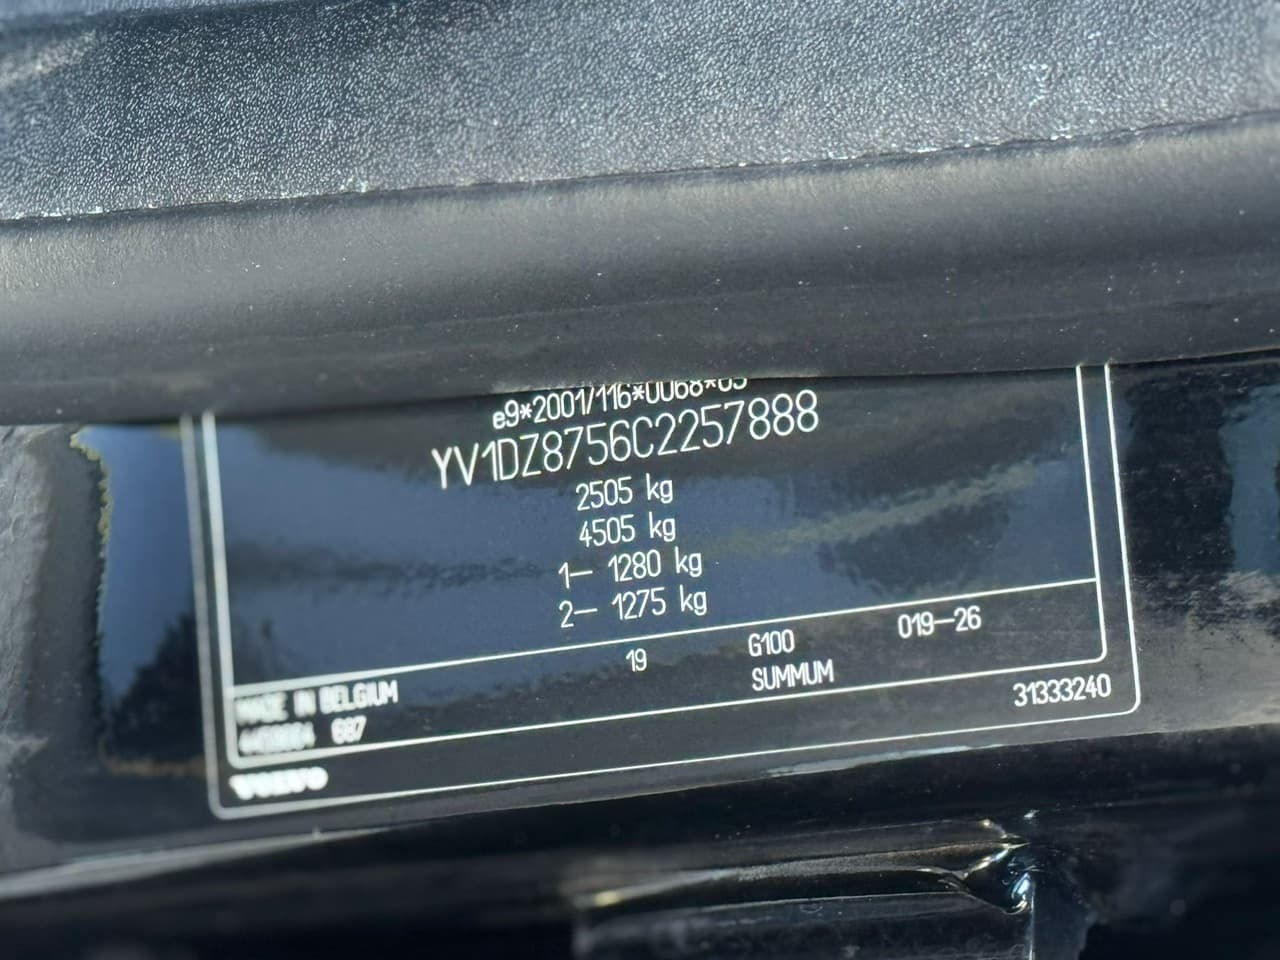 e9*2001/116*0068*05
YV1DZ8756C2257888
2505 kg
4505 kg
1— 1280 kg
2— 1275 kg
19 G100 019—26
MADE IN BELGIUM SUMMUM
687
31333240
VOLVO